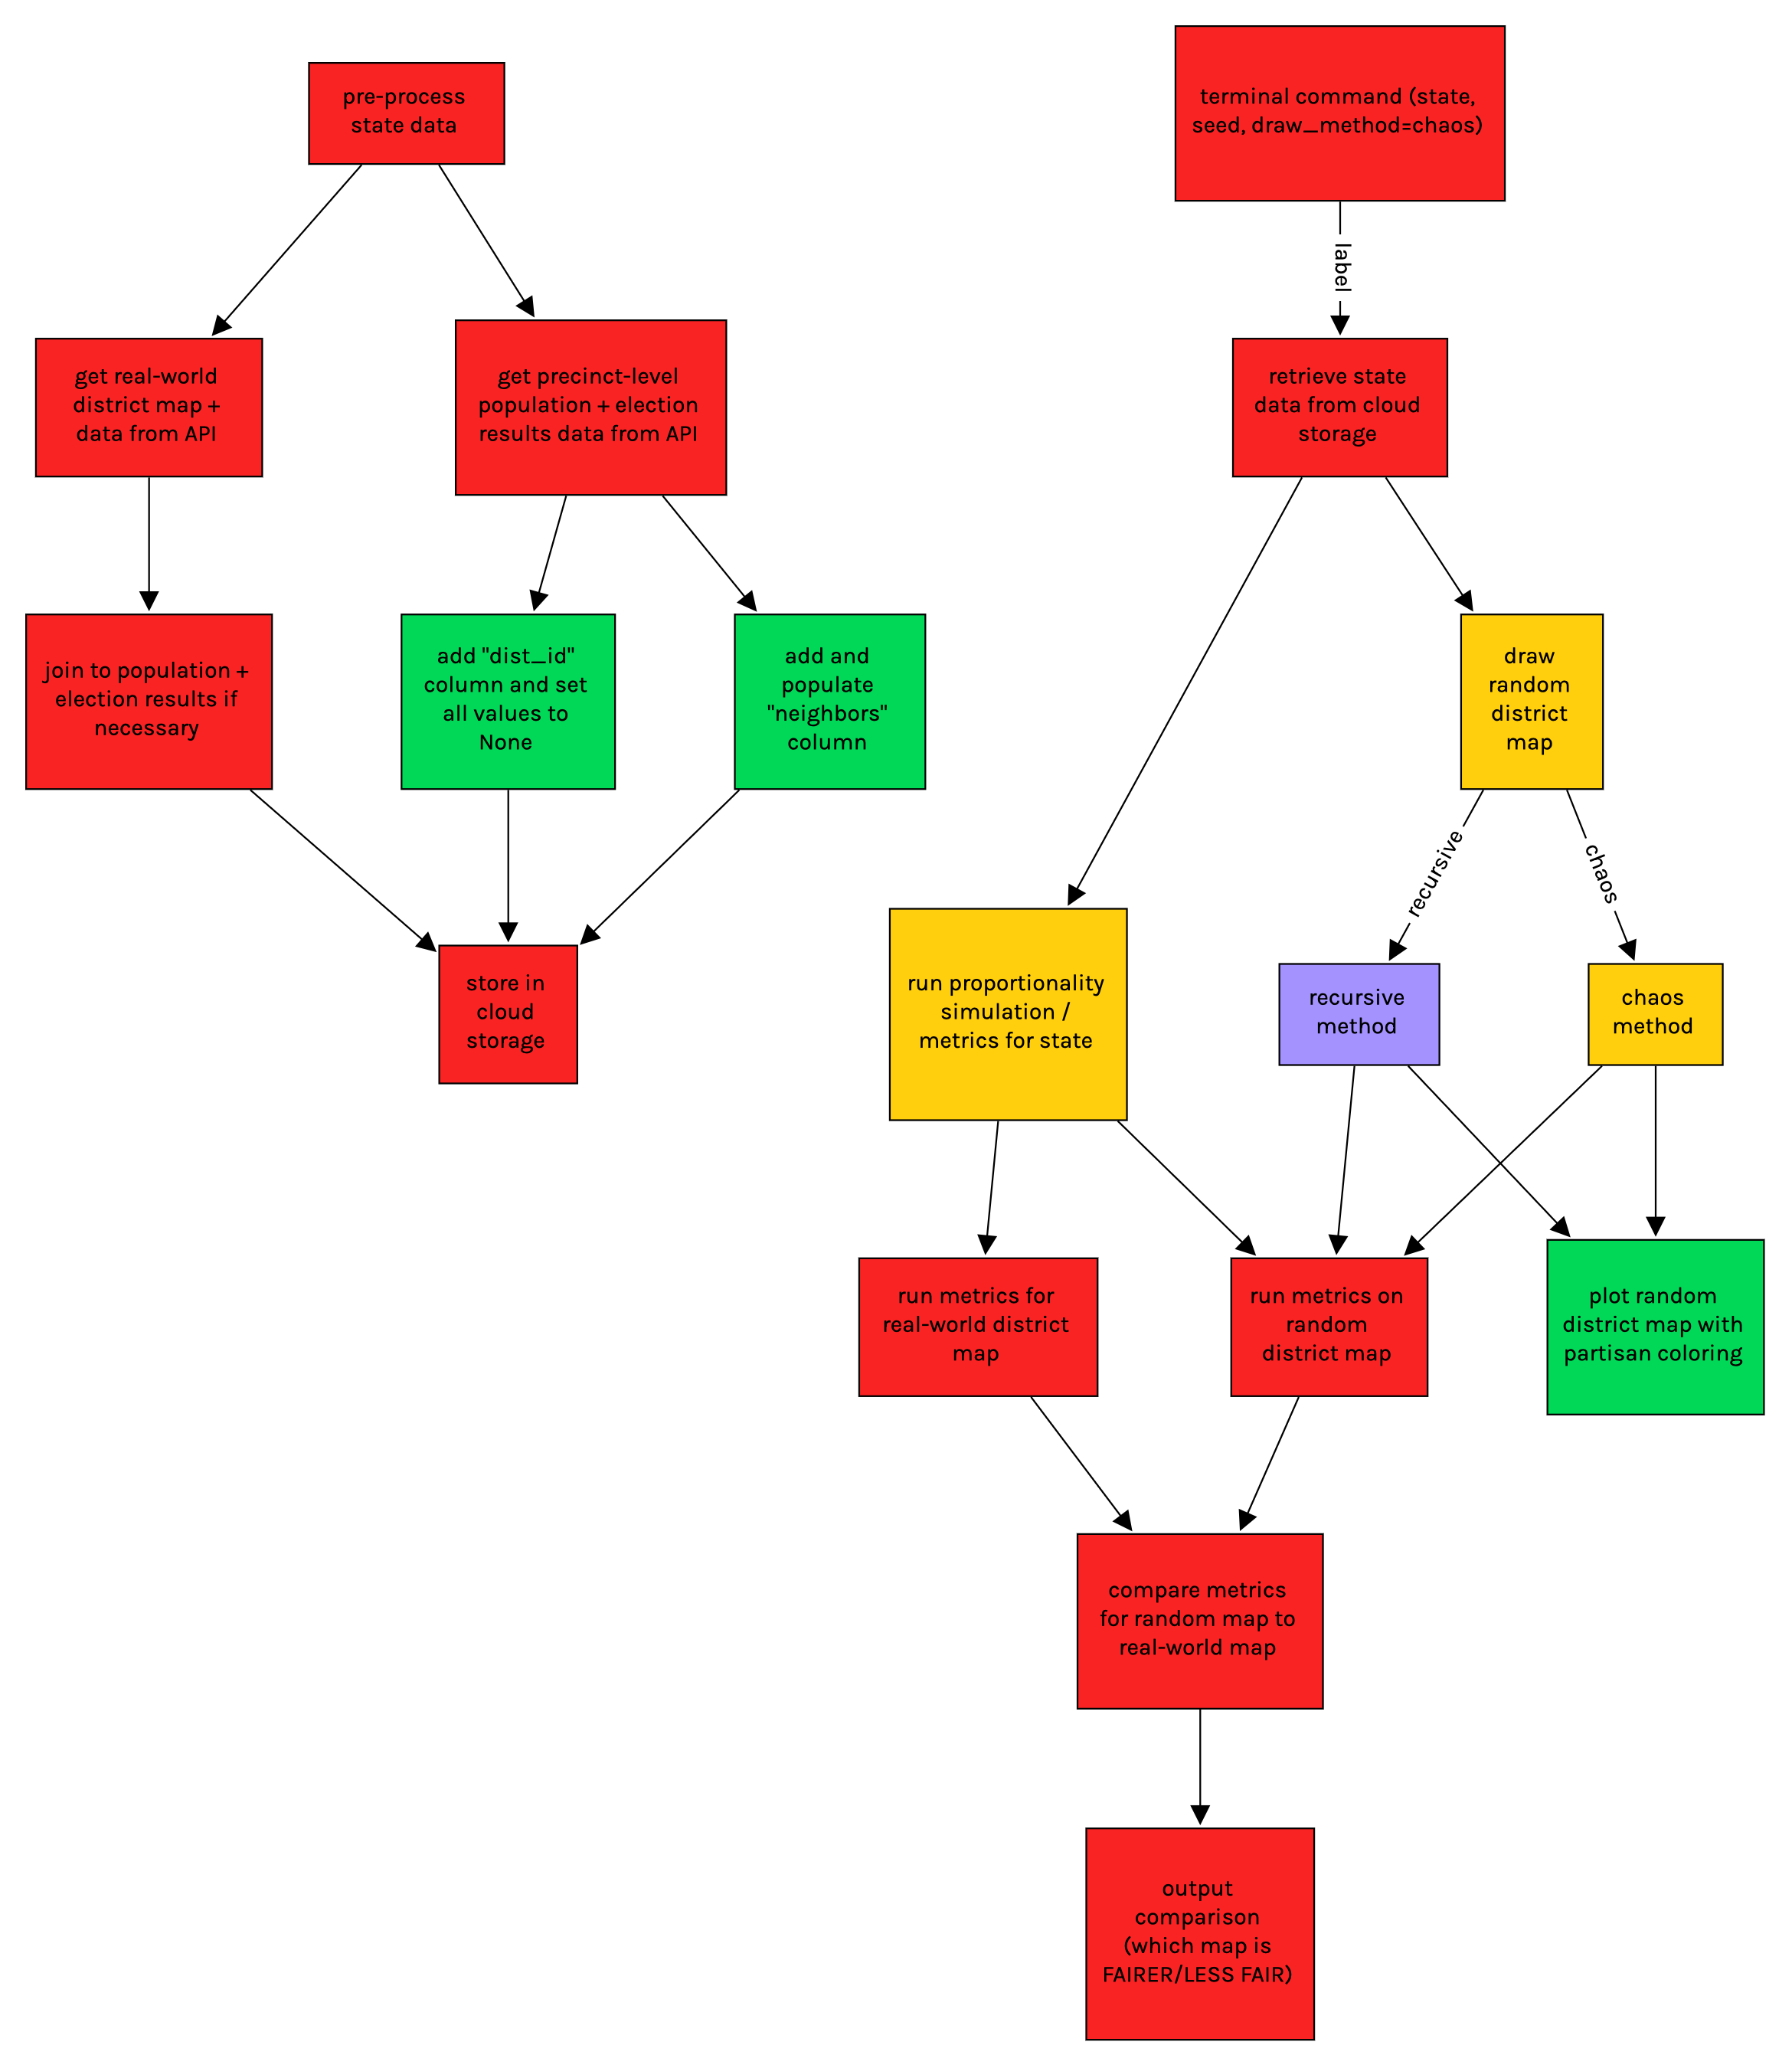 pre-process
state data
get real-world
district map +
data from API
get precinct-level
population + election
results data from API
join to population +
election results if
necessary
add "dist_id"
column and set
all values to
None
add and
populate
"neighbors"
column
store in
cloud
storage
terminal command (state,
seed, draw_method=chaos)
label
retrieve state
data from cloud
storage
draw
random
district
map
recursive
chaos
run proportionality
simulation /
metrics for state
recursive
method
chaos
method
run metrics for
real-world district
map
run metrics on
random
district map
plot random
district map with
partisan coloring
compare metrics
for random map to
real-world map
output
comparison
(which map is
FAIRER/LESS FAIR)